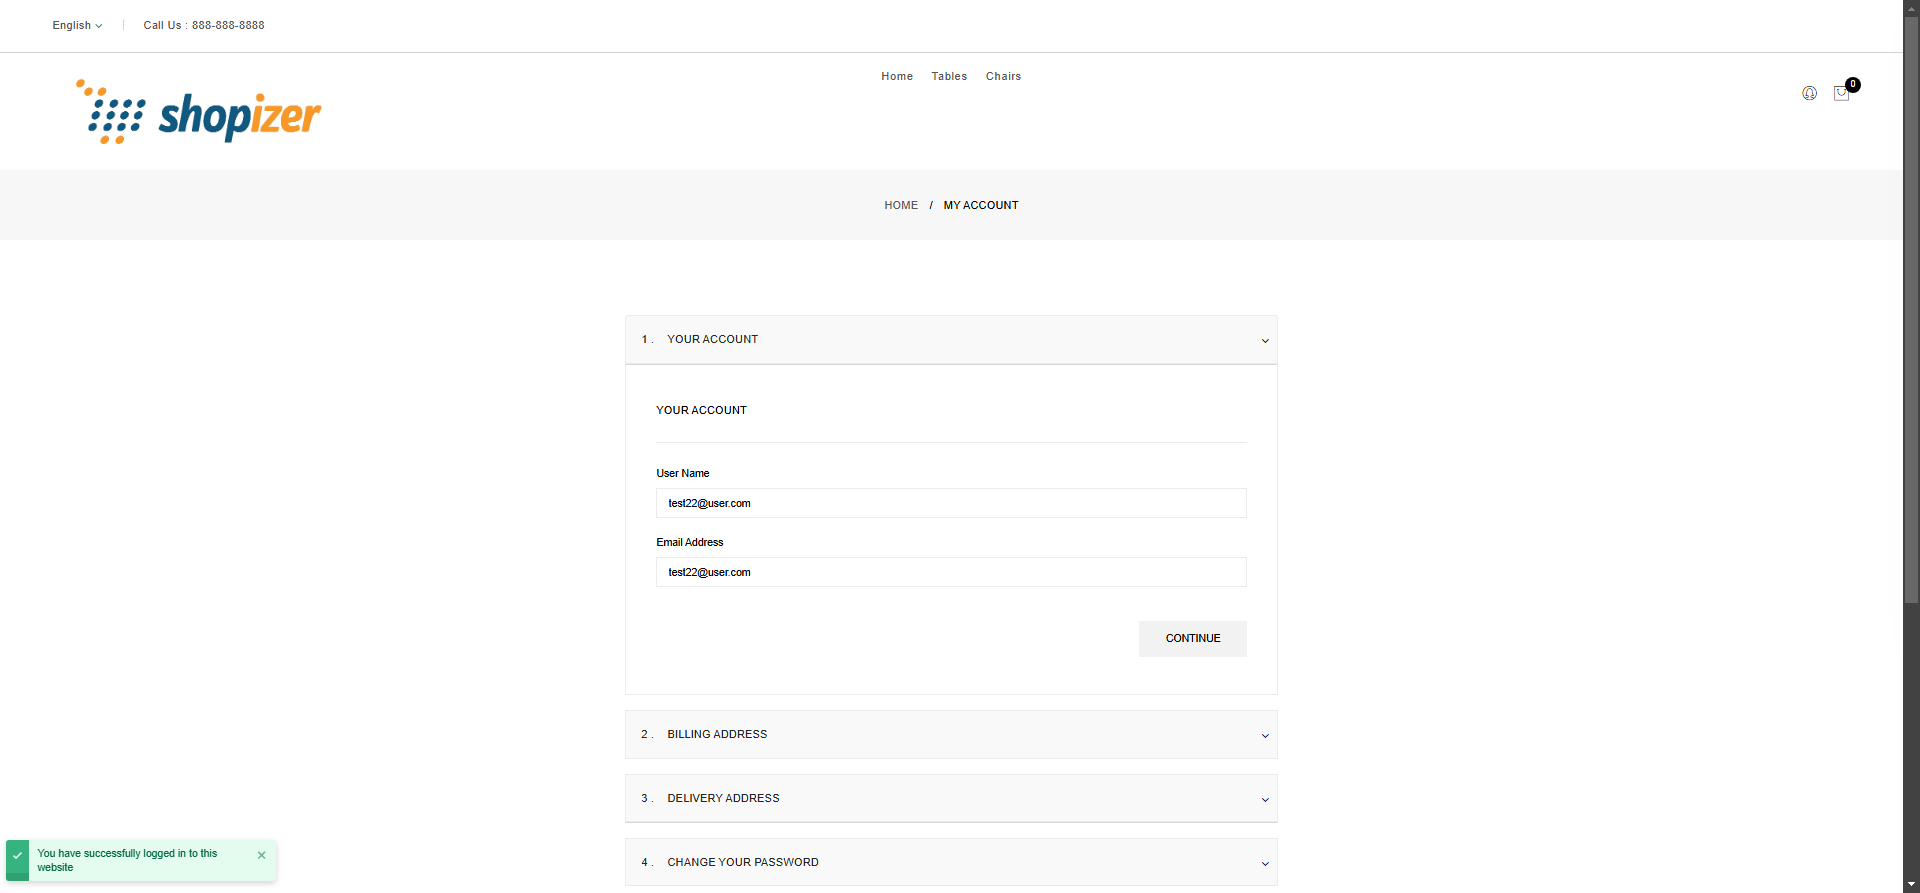 English
Call Us : 888-888-8888
shopizer
Home Tables Chairs
0
HOME / MY ACCOUNT
1 . YOUR ACCOUNT
YOUR ACCOUNT
User Name
test22@user.com
Email Address
test22@user.com
CONTINUE
2 . BILLING ADDRESS
3 . DELIVERY ADDRESS
4 . CHANGE YOUR PASSWORD
You have successfully logged in to this
website